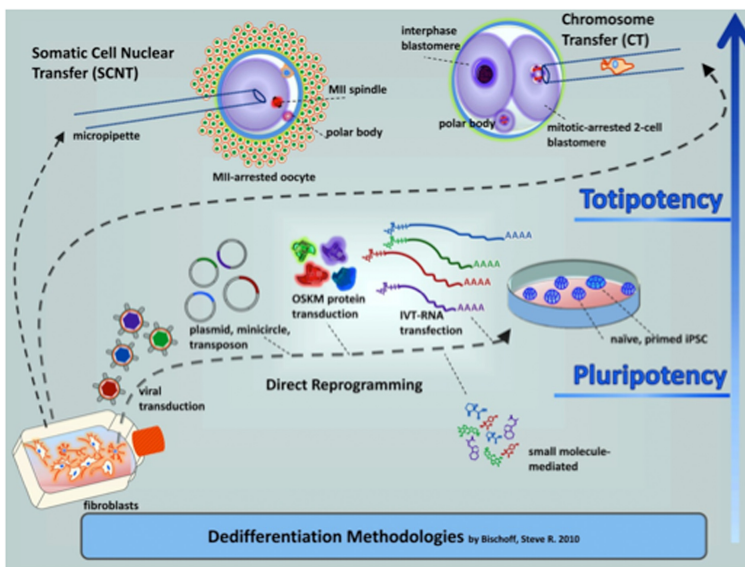 Somatic Cell Nuclear
Transfer (SCNT)
micropipette
MII spindle
polar body
MII-arrested oocyte
interphase
blastomere
Chromosome
Transfer (CT)
polar body
mitotic-arrested 2-cell
blastomere
Totipotency
plasmid, minicircle,
transposon
OSKM protein
transduction
AAAA
AAAA
AAAA
AAAA
IVT-RNA
transfection
naïve, primed iPSC
Pluripotency
Direct Reprogramming
viral
transduction
small molecule-
mediated
fibroblasts
Dedifferentiation Methodologies by Bischoff, Steve R. 2010